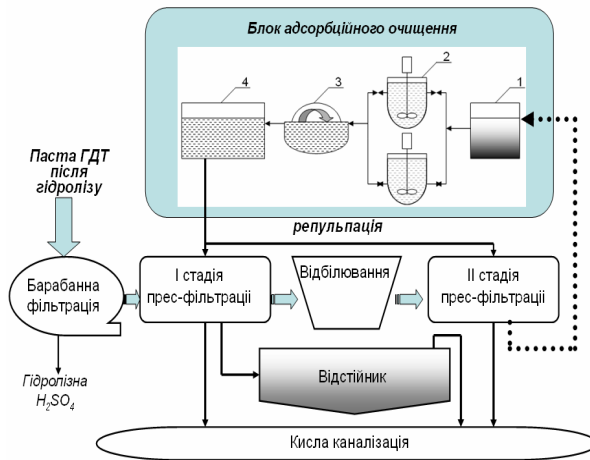 Блок адсорбційного очищення
4
3
2
1
Паста ГДТ
після
гідролізу
репульпація
Барабанна
фільтрація
І стадія
прес-фільтрації
Відбілювання
ІІ стадія
прес-фільтрації
Гідролізна
H₂SO₄
Відстійник
Кисла каналізація